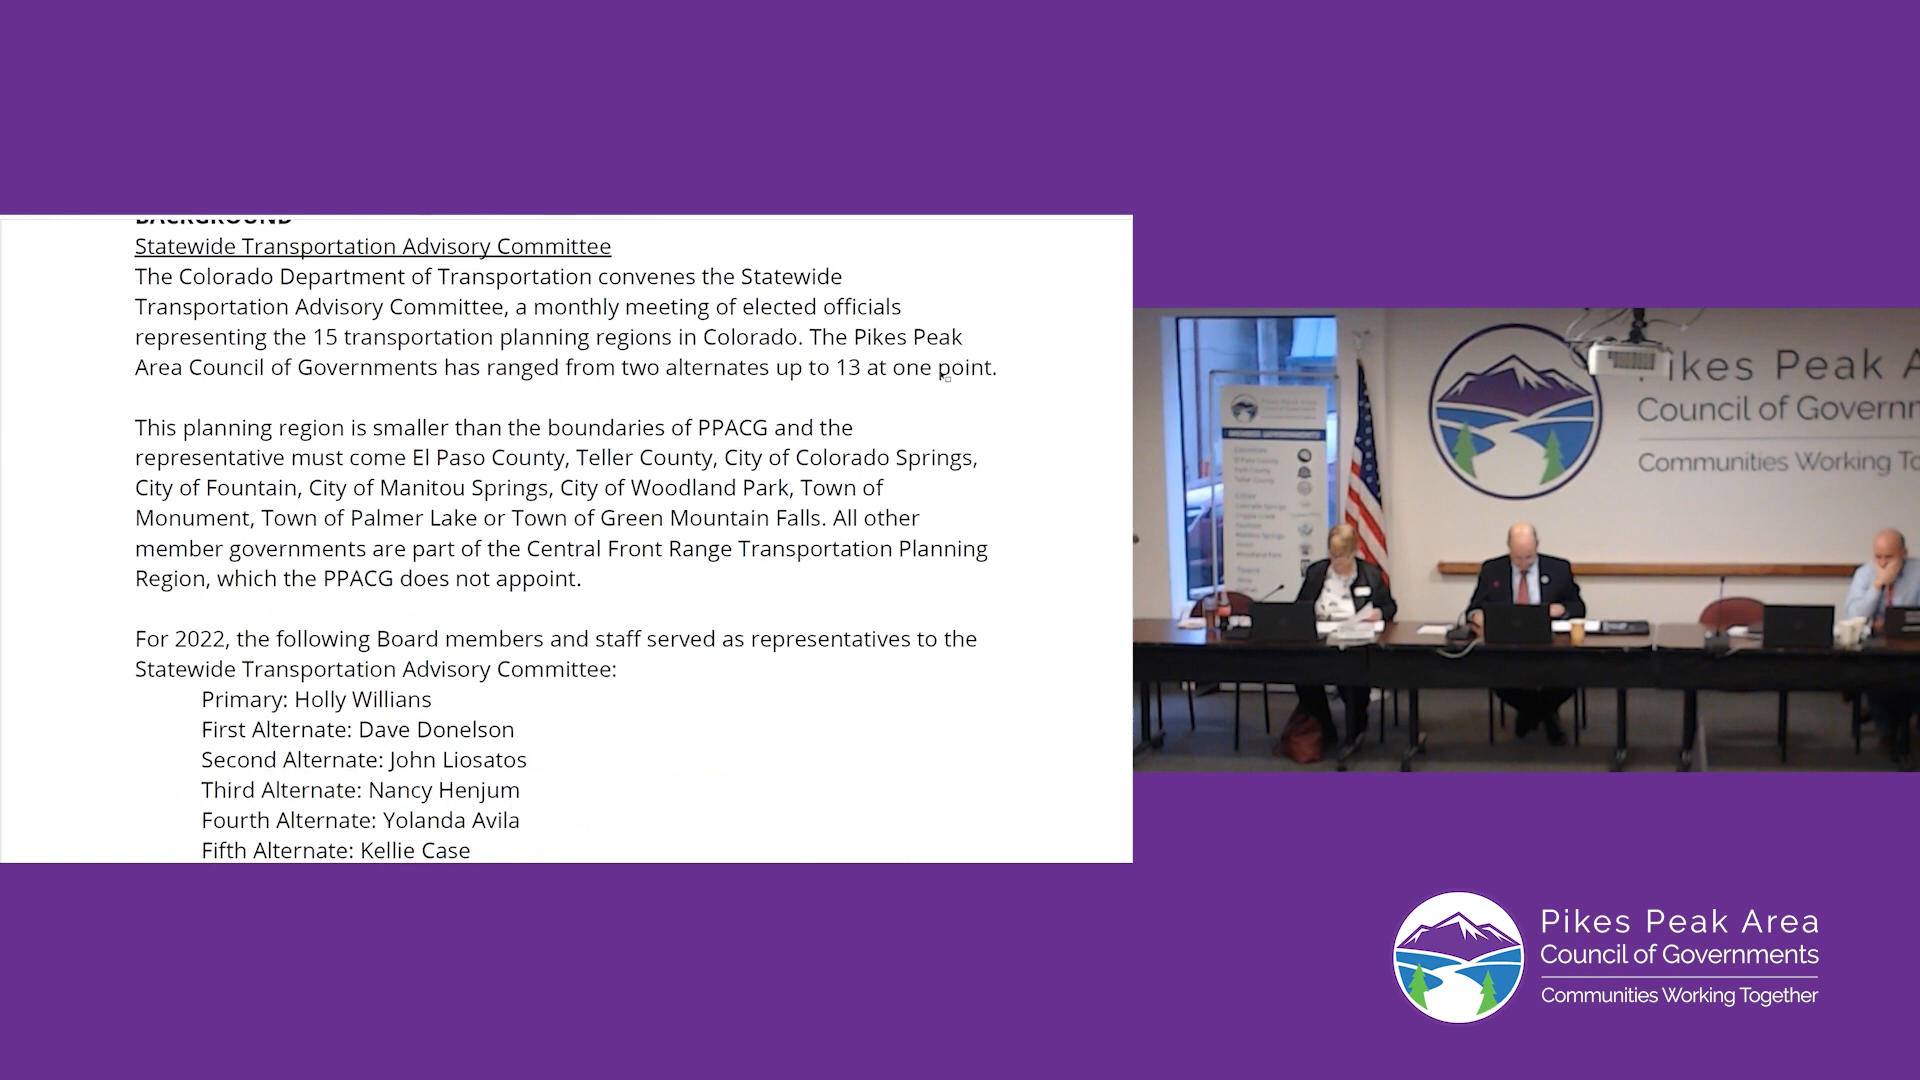 BACKGROUND
Statewide Transportation Advisory Committee
The Colorado Department of Transportation convenes the Statewide
Transportation Advisory Committee, a monthly meeting of elected officials
representing the 15 transportation planning regions in Colorado. The Pikes Peak
Area Council of Governments has ranged from two alternates up to 13 at one point.
This planning region is smaller than the boundaries of PPACG and the
representative must come El Paso County, Teller County, City of Colorado Springs,
City of Fountain, City of Manitou Springs, City of Woodland Park, Town of
Monument, Town of Palmer Lake or Town of Green Mountain Falls. All other
member governments are part of the Central Front Range Transportation Planning
Region, which the PPACG does not appoint.
For 2022, the following Board members and staff served as representatives to the
Statewide Transportation Advisory Committee:
Primary: Holly Willians
First Alternate: Dave Donelson
Second Alternate: John Liosatos
Third Alternate: Nancy Henjum
Fourth Alternate: Yolanda Avila
Fifth Alternate: Kellie Case
Pikes Peak A
Council of Govern
Communities Working To
Pikes Peak Area
Council of Governments
Communities Working Together